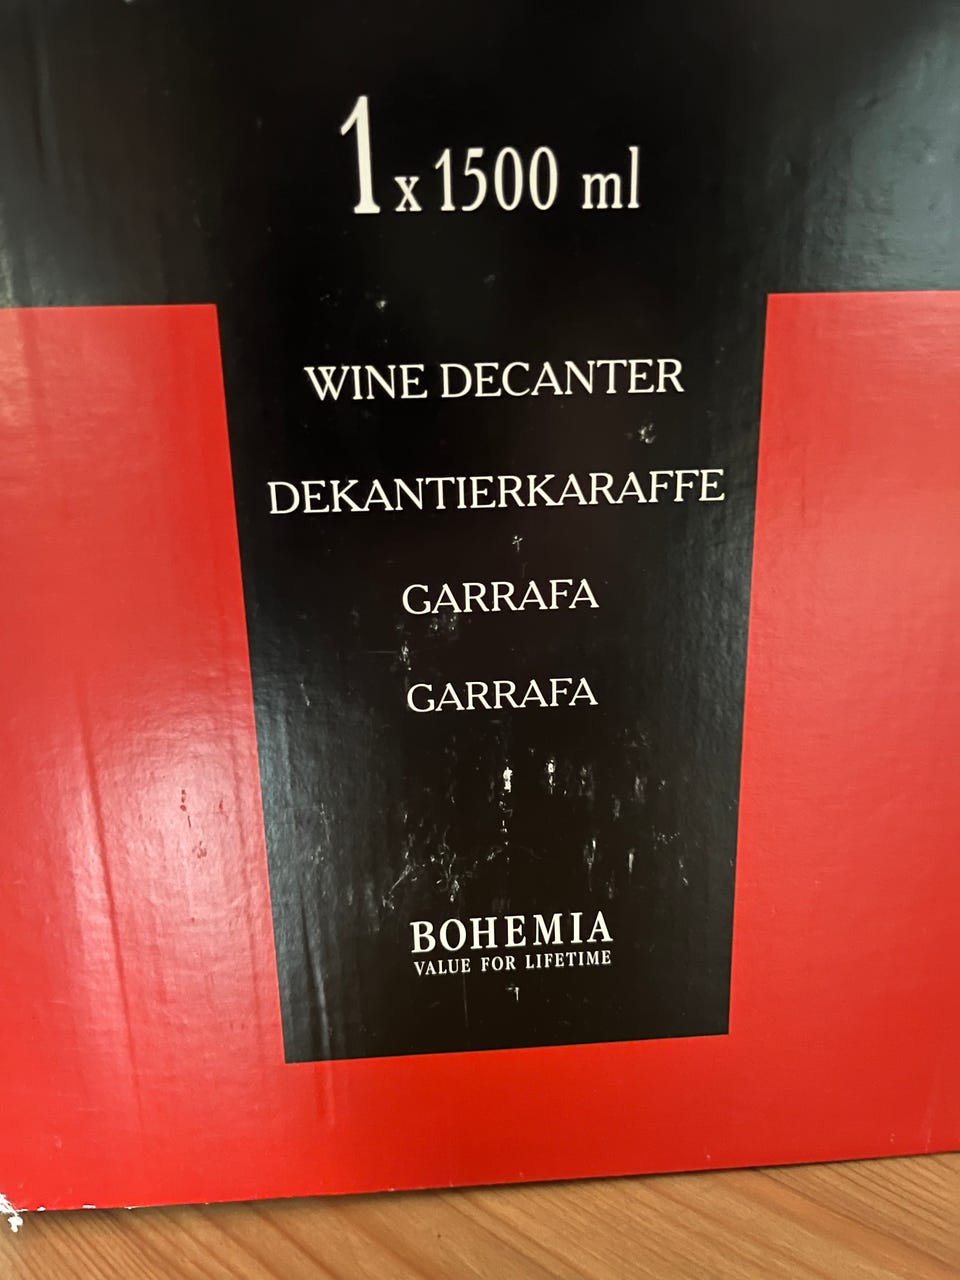 1 x 1500 ml
WINE DECANTER
DEKANTIERKARAFFE
GARRAFA
GARRAFA
BOHEMIA
VALUE FOR LIFETIME